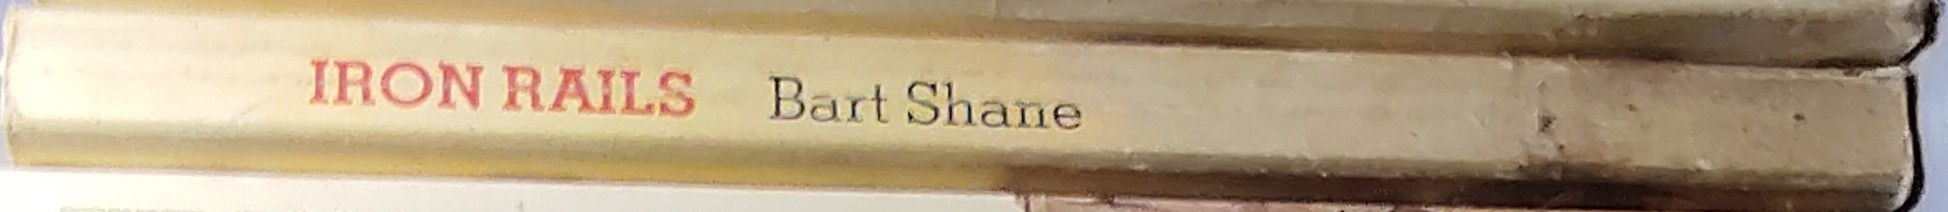 IRON RAILS Bart Shane